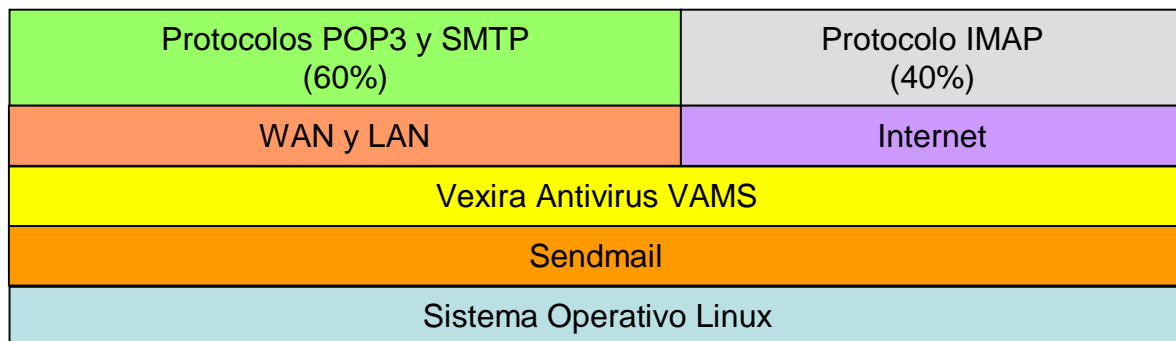 Protocolos POP3 y SMTP
(60%)
Protocolo IMAP
(40%)
WAN y LAN
Internet
Vexira Antivirus VAMS
Sendmail
Sistema Operativo Linux